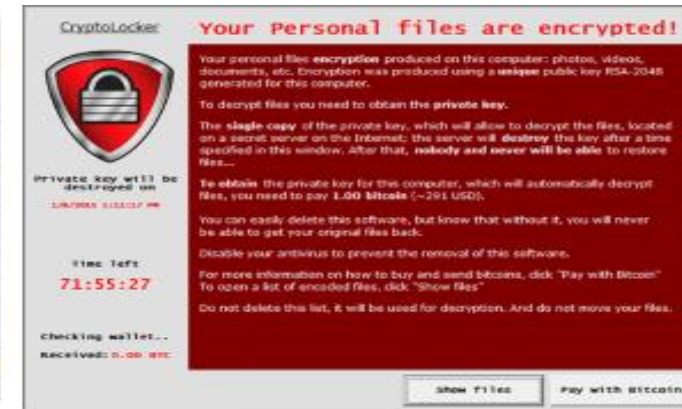 CryptoLocker
Your Personal files are encrypted!
Your personal files encryption produced on this computer: photos, videos,
documents, etc. Encryption was produced using a unique public key RSA-2048
generated for this computer.
To decrypt files you need to obtain the private key.
The single copy of the private key, which will allow to decrypt the files, located
on a secret server on the Internet; the server will destroy the key after a time
specified in this window. After that, nobody and never will be able to restore
files...
To obtain the private key for this computer, which will automatically decrypt
files, you need to pay 1.00 bitcoin (~291 USD).
You can easily delete this software, but know that without it, you will never
be able to get your original files back.
Disable your antivirus to prevent the removal of this software.
For more information on how to buy and send bitcoins, click "Pay with Bitcoin"
To open a list of encoded files, click "Show files"
Do not delete this list, it will be used for decryption. And do not move your files.
Private key will be
destroyed on
Time left
71:55:27
Checking wallet..
Received: 0.00 BTC
Show files
Pay with Bitcoin